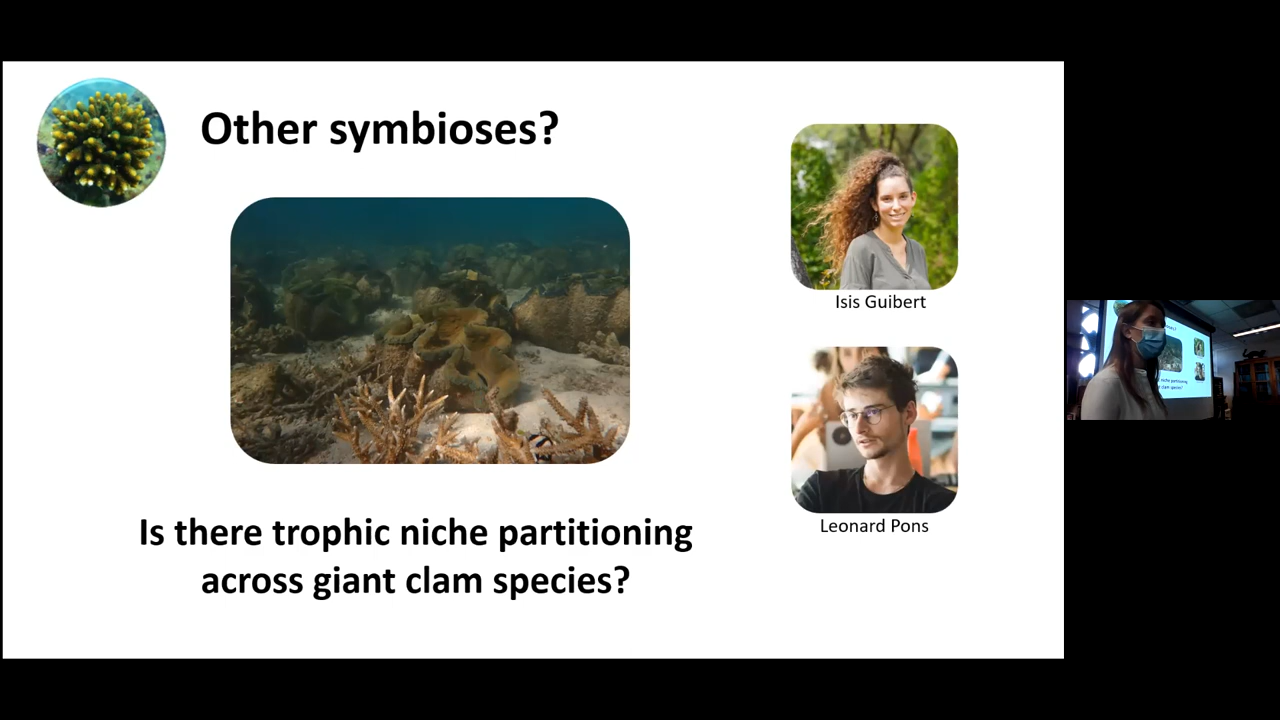 Other symbioses?
Isis Guibert
Leonard Pons
Is there trophic niche partitioning
across giant clam species?